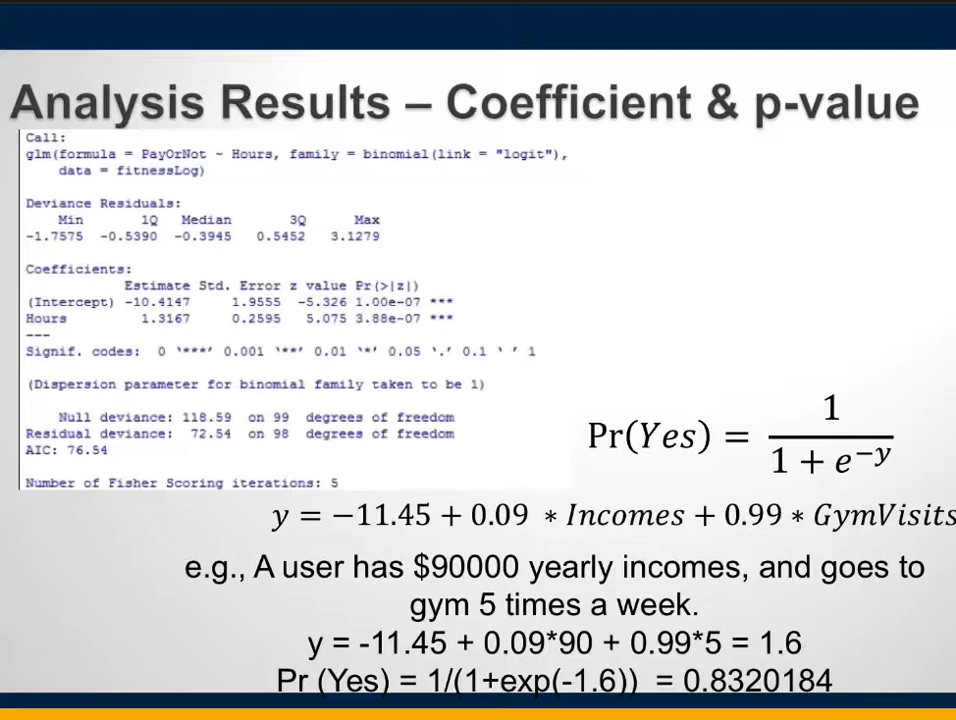 Analysis Results – Coefficient & p-value
Call:
glm(formula = PayOrNot ~ Hours, family = binomial(link = "logit"),
data = fitnessLog)
Deviance Residuals:
Min 1Q Median 3Q Max
-1.7575 -0.5390 -0.3945 0.5452 3.1279
Coefficients:
Estimate Std. Error z value Pr(>|z|)
(Intercept) -10.4147 1.9555 -5.326 1.00e-07 ***
Hours 1.3167 0.2595 5.075 3.88e-07 ***
---
Signif. codes: 0 '***' 0.001 '**' 0.01 '*' 0.05 '.' 0.1 ' ' 1
(Dispersion parameter for binomial family taken to be 1)
Null deviance: 118.59 on 99 degrees of freedom
Residual deviance: 72.54 on 98 degrees of freedom
AIC: 76.54
Number of Fisher Scoring iterations: 5
Pr(Yes) = 1 / (1 + e^{-y})
y = −11.45 + 0.09 ∗ Incomes + 0.99 ∗ GymVisits
e.g., A user has $90000 yearly incomes, and goes to
gym 5 times a week.
y = -11.45 + 0.09*90 + 0.99*5 = 1.6
Pr (Yes) = 1/(1+exp(-1.6)) = 0.8320184